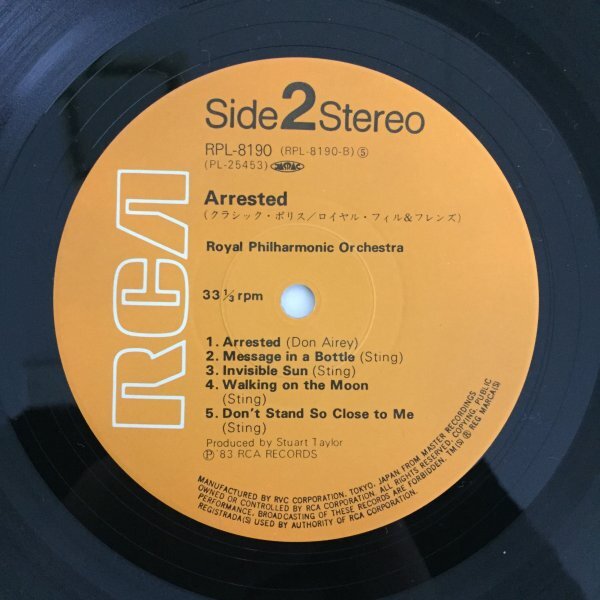 Side 2 Stereo
RPL-8190 (RPL-8190-B) Ⓢ
(PL-25453) JASRAC
Arrested
(クラシック・ポリス/ロイヤル・フィル&フレンズ)
Royal Philharmonic Orchestra
RCA
33 1/3 rpm
1. Arrested (Don Airey)
2. Message in a Bottle (Sting)
3. Invisible Sun (Sting)
4. Walking on the Moon
(Sting)
5. Don't Stand So Close to Me
(Sting)
Produced by Stuart Taylor
Ⓟ '83 RCA RECORDS
MANUFACTURED BY RVC CORPORATION, TOKYO, JAPAN FROM MASTER RECORDINGS
OWNED OR CONTROLLED BY RCA CORPORATION. ALL RIGHTS RESERVED. COPYING, PUBLIC
PERFORMANCE, BROADCASTING OF THESE RECORDS ARE FORBIDDEN. TM(S) ® REG MARCA(S)
REGISTRADA(S) USED BY AUTHORITY OF RCA CORPORATION.